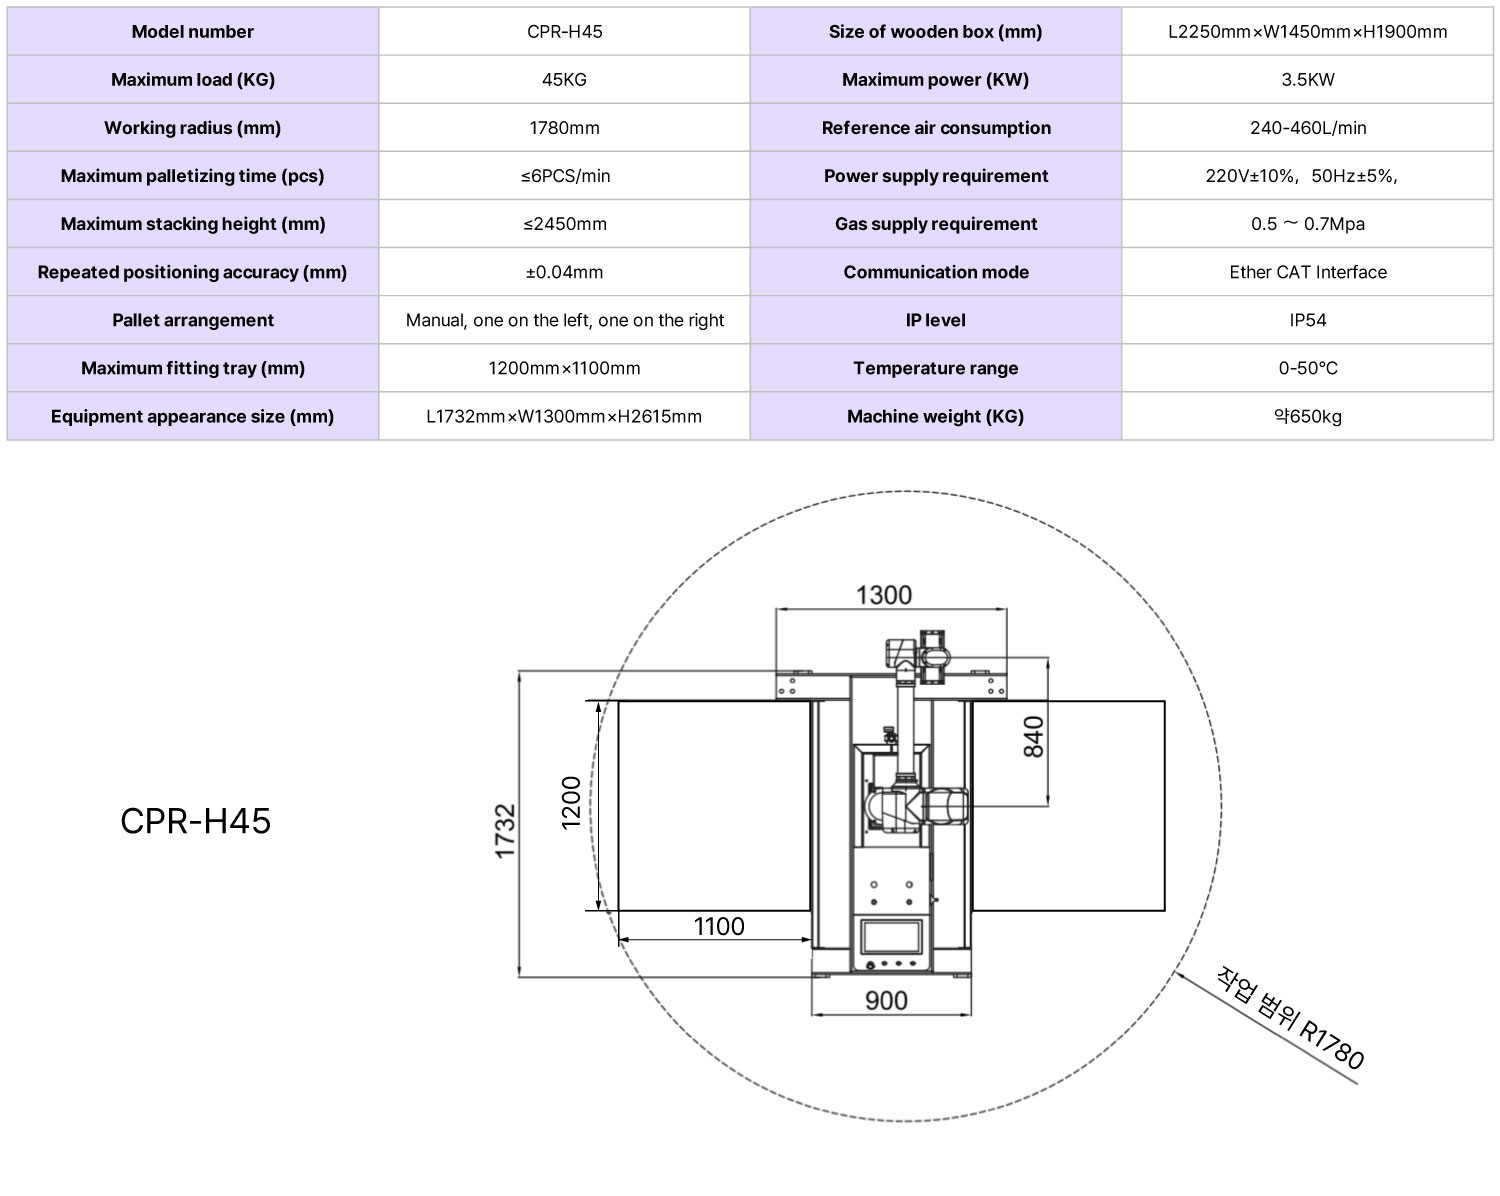 Model number CPR-H45 Size of wooden box (mm) L2250mm×W1450mm×H1900mm
Maximum load (KG) 45KG Maximum power (KW) 3.5KW
Working radius (mm) 1780mm Reference air consumption 240-460L/min
Maximum palletizing time (pcs) ≤6PCS/min Power supply requirement 220V±10%, 50Hz±5%,
Maximum stacking height (mm) ≤2450mm Gas supply requirement 0.5 ~ 0.7Mpa
Repeated positioning accuracy (mm) ±0.04mm Communication mode Ether CAT Interface
Pallet arrangement Manual, one on the left, one on the right IP level IP54
Maximum fitting tray (mm) 1200mm×1100mm Temperature range 0-50℃
Equipment appearance size (mm) L1732mm×W1300mm×H2615mm Machine weight (KG) 약650kg
1300
840
1200
CPR-H45
1732
1100
900
작업 범위 R1780